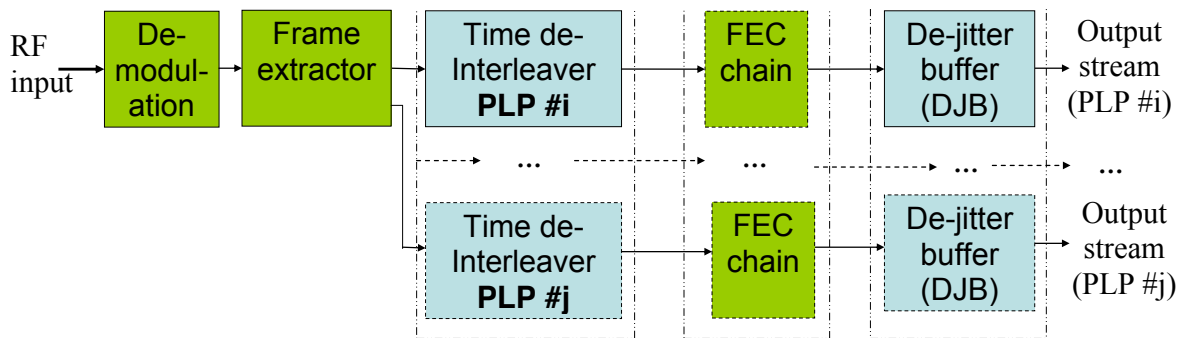 RF
input
De-
modul-
ation
Frame
extractor
Time de-
Interleaver
PLP #i
FEC
chain
De-jitter
buffer
(DJB)
Output
stream
(PLP #i)
...
...
...
...
Time de-
Interleaver
PLP #j
FEC
chain
De-jitter
buffer
(DJB)
Output
stream
(PLP #j)